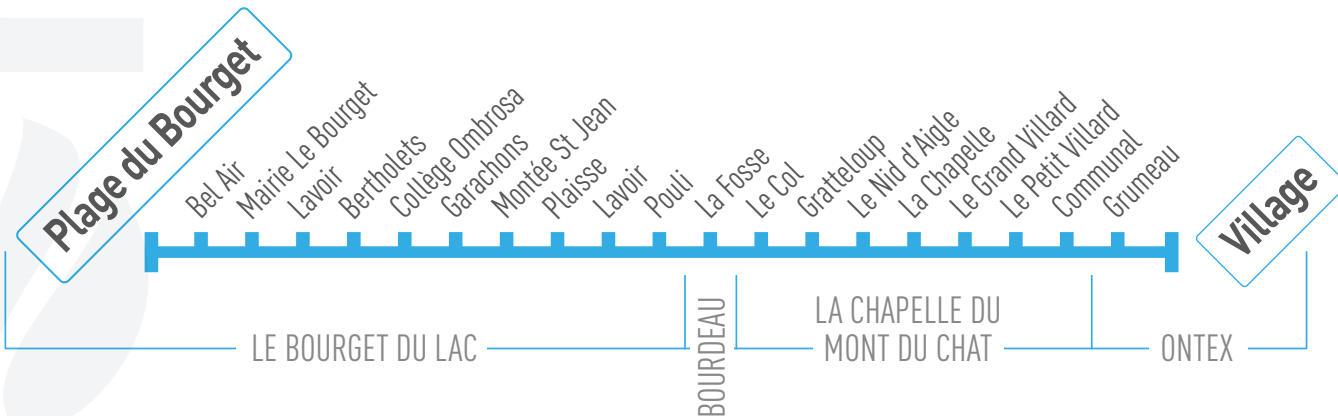 Plage du Bourget
Bel Air
Mairie Le Bourget
Lavoir
Bertholets
Collège Ombrosa
Garachons
Montée St Jean
Plaisse
Lavoir
Pouli
La Fosse
Le Col
Gratteloup
Le Nid d'Aigle
La Chapelle
Le Grand Villard
Le Petit Villard
Communal
Grumeau
Village
LE BOURGET DU LAC
BOURDEAU
LA CHAPELLE DU
MONT DU CHAT
ONTEX